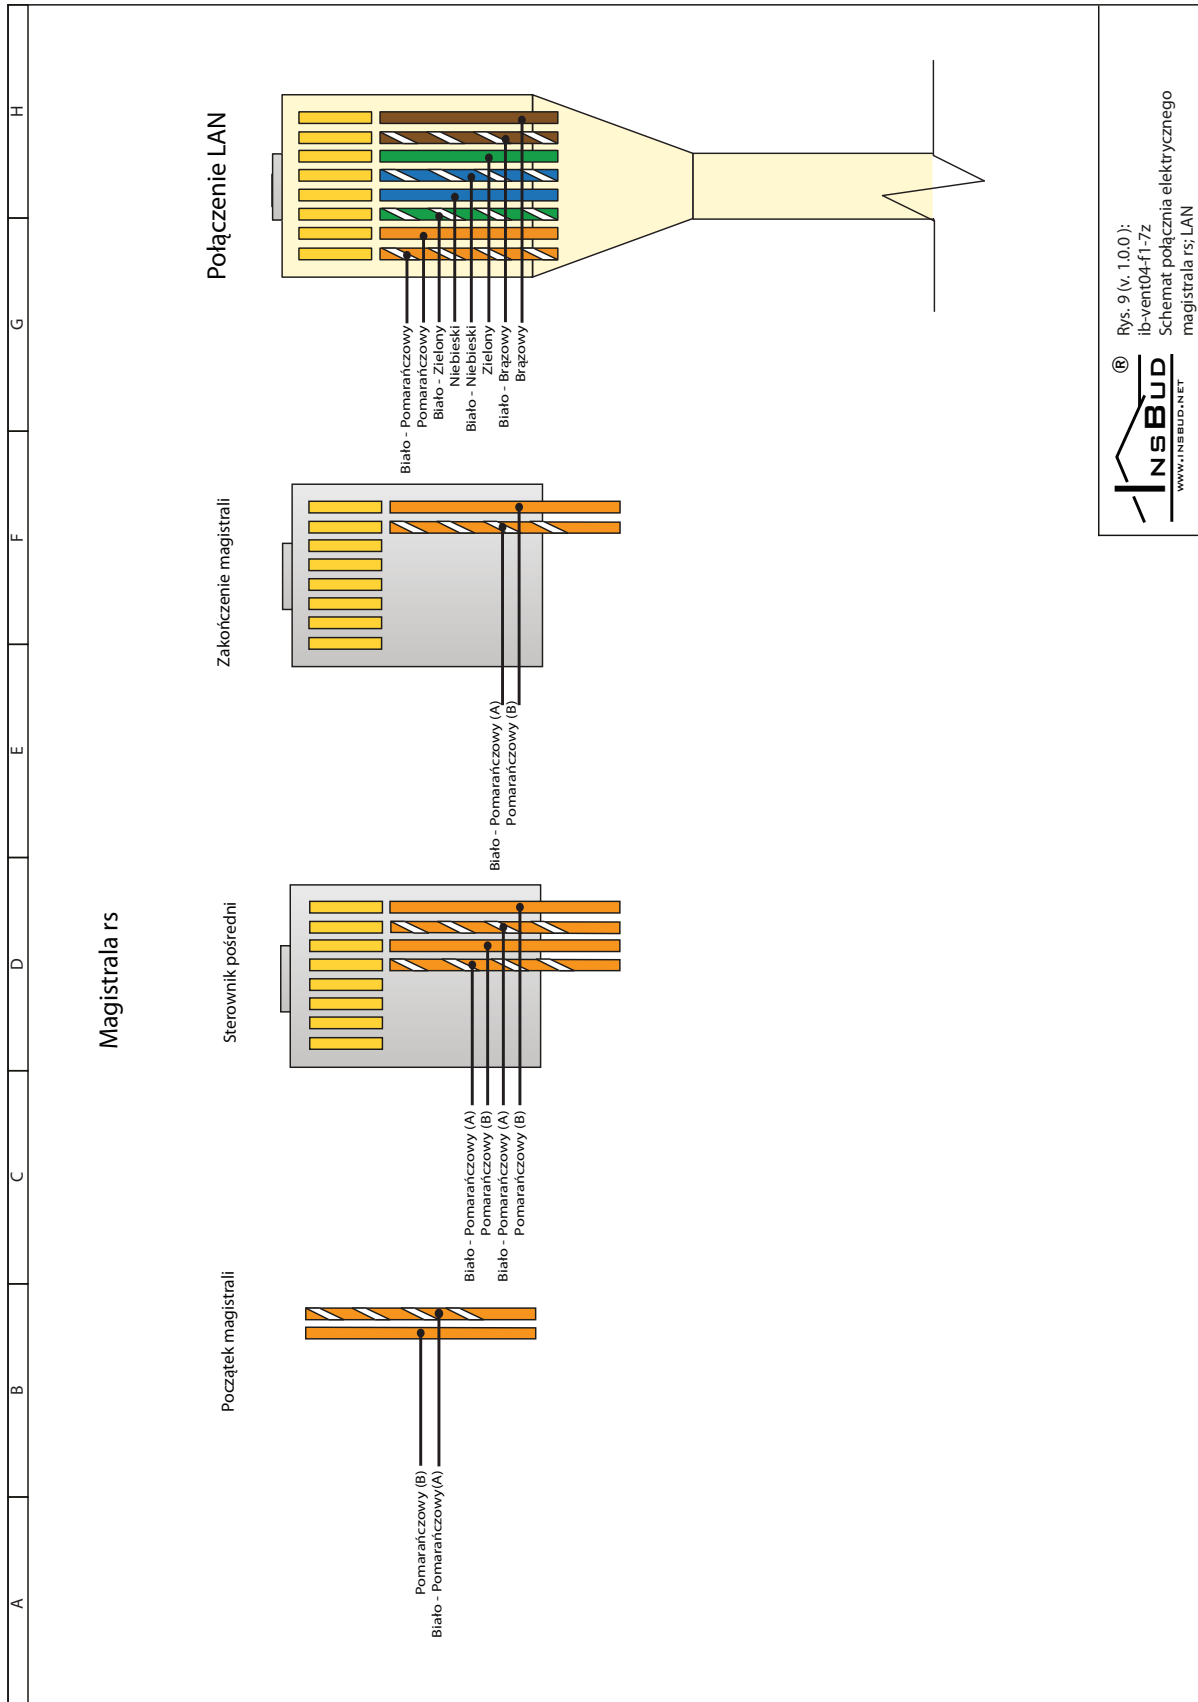 A
B
C
D
E
F
G
H
Magistrala rs
Początek magistrali
Pomarańczowy (B)
Biało - Pomarańczowy(A)
Sterownik pośredni
Biało - Pomarańczowy (A)
Pomarańczowy (B)
Biało - Pomarańczowy (A)
Pomarańczowy (B)
Zakończenie magistrali
Biało - Pomarańczowy (A)
Pomarańczowy (B)
Połączenie LAN
Biało - Pomarańczowy
Pomarańczowy
Biało - Zielony
Niebieski
Biało - Niebieski
Zielony
Biało - Brązowy
Brązowy
INSBUD ®
WWW.INSBUD.NET
Rys. 9 (v. 1.0.0 ):
ib-vent04-f1-7z
Schemat połącznia elektrycznego
magistrala rs; LAN